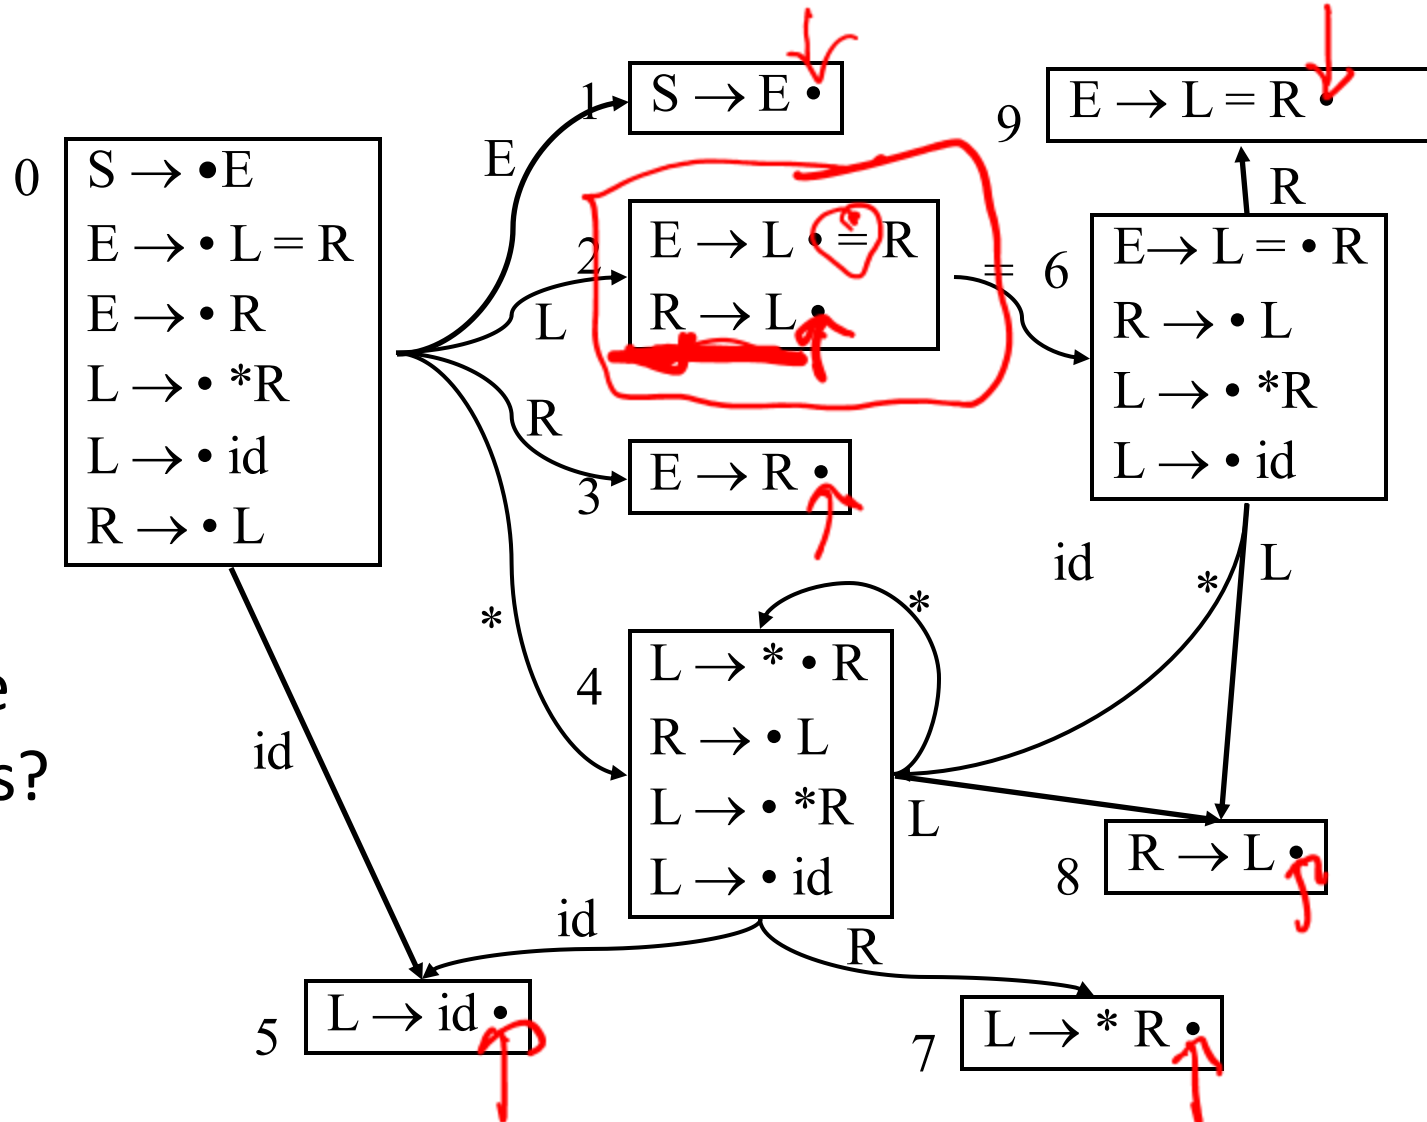 0
S → •E
E → • L = R
E → • R
L → • *R
L → • id
R → • L
E
L
R
*
id
1
S → E •
2
E → L • = R
R → L •
3
E → R •
=
9
E → L = R •
R
6
E→ L = • R
R → • L
L → • *R
L → • id
id
*
L
*
4
L → * • R
R → • L
L → • *R
L → • id
L
id
R
8
R → L •
5
L → id •
7
L → * R •
e
s?